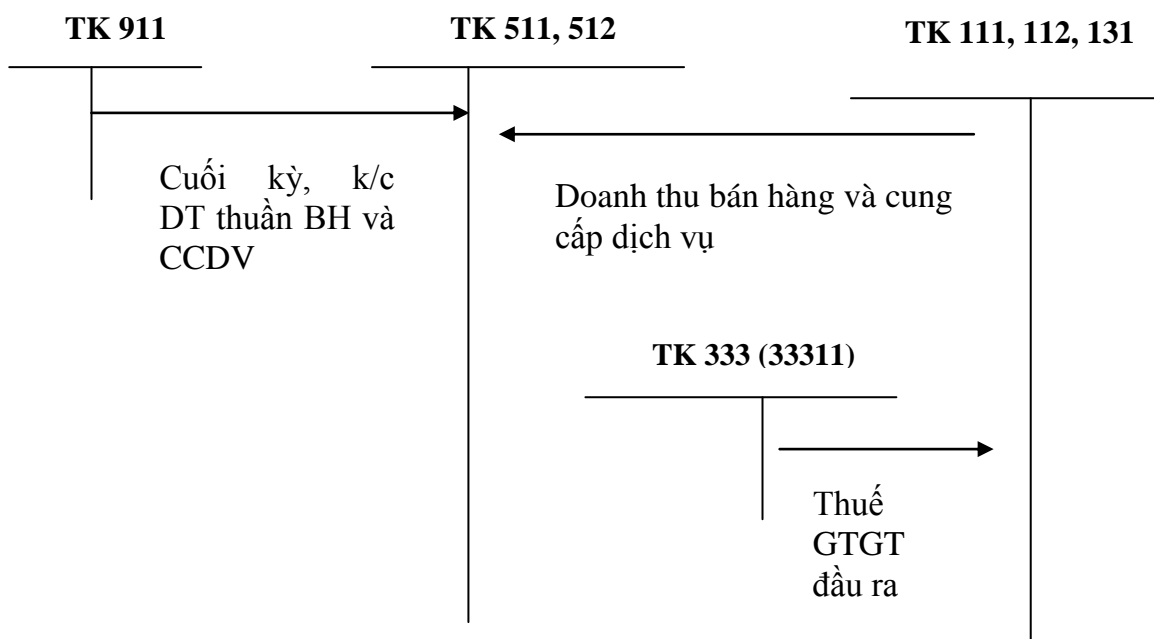 TK 911
TK 511, 512
TK 111, 112, 131
Cuối kỳ, k/c
DT thuần BH và
CCDV
Doanh thu bán hàng và cung
cấp dịch vụ
TK 333 (33311)
Thuế
GTGT
đầu ra